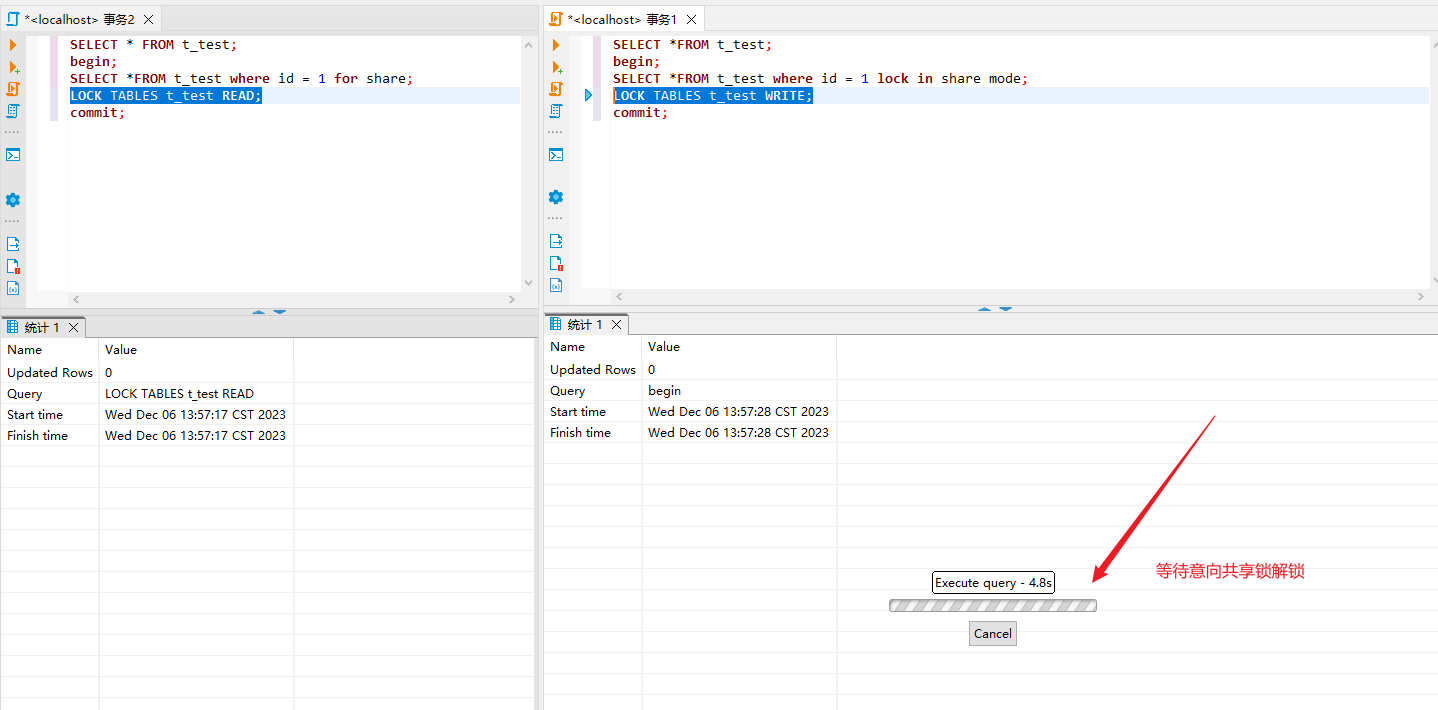 *<localhost> 事务2
SELECT * FROM t_test;
begin;
SELECT *FROM t_test where id = 1 for share;
LOCK TABLES t_test READ;
commit;
统计 1
Name Value
Updated Rows 0
Query LOCK TABLES t_test READ
Start time Wed Dec 06 13:57:17 CST 2023
Finish time Wed Dec 06 13:57:17 CST 2023
*<localhost> 事务1
SELECT *FROM t_test;
begin;
SELECT *FROM t_test where id = 1 lock in share mode;
LOCK TABLES t_test WRITE;
commit;
统计 1
Name Value
Updated Rows 0
Query begin
Start time Wed Dec 06 13:57:28 CST 2023
Finish time Wed Dec 06 13:57:28 CST 2023
等待意向共享锁解锁
Execute query - 4.8s
Cancel